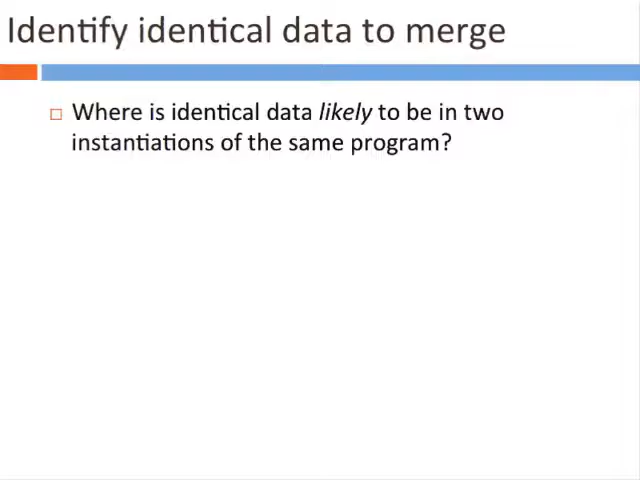 Identify identical data to merge
Where is identical data likely to be in two
instantiations of the same program?